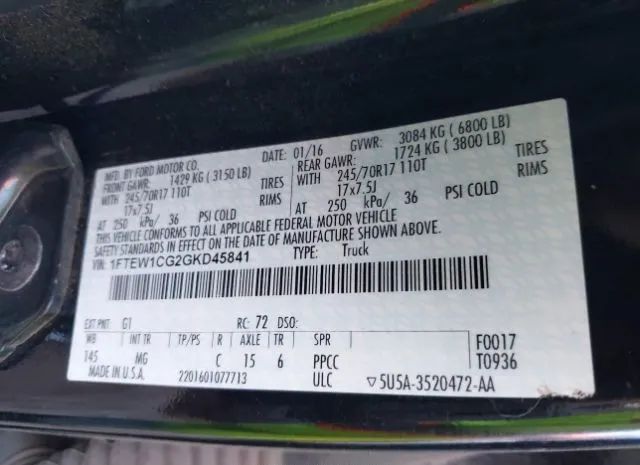 MFD. BY FORD MOTOR CO.
DATE: 01/16 GVWR: 3084 KG ( 6800 LB)
FRONT GAWR: 1429 KG ( 3150 LB)
REAR GAWR: 1724 KG ( 3800 LB)
WITH 245/70R17 110T TIRES
WITH 245/70R17 110T TIRES
17x7.5J RIMS
17x7.5J RIMS
AT 250 kPa/ 36 PSI COLD
AT 250 kPa/ 36 PSI COLD
THIS VEHICLE CONFORMS TO ALL APPLICABLE FEDERAL MOTOR VEHICLE
SAFETY STANDARDS IN EFFECT ON THE DATE OF MANUFACTURE SHOWN ABOVE.
VIN: 1FTEW1CG2GKD45841 TYPE: Truck
EXT PNT: G1 RC: 72 DSO:
WB INT TR TP/PS R AXLE TR SPR F0017
145 MG C 15 6 PPCC T0936
MADE IN U.S.A. 2201601077713 ULC ▽5U5A-3520472-AA